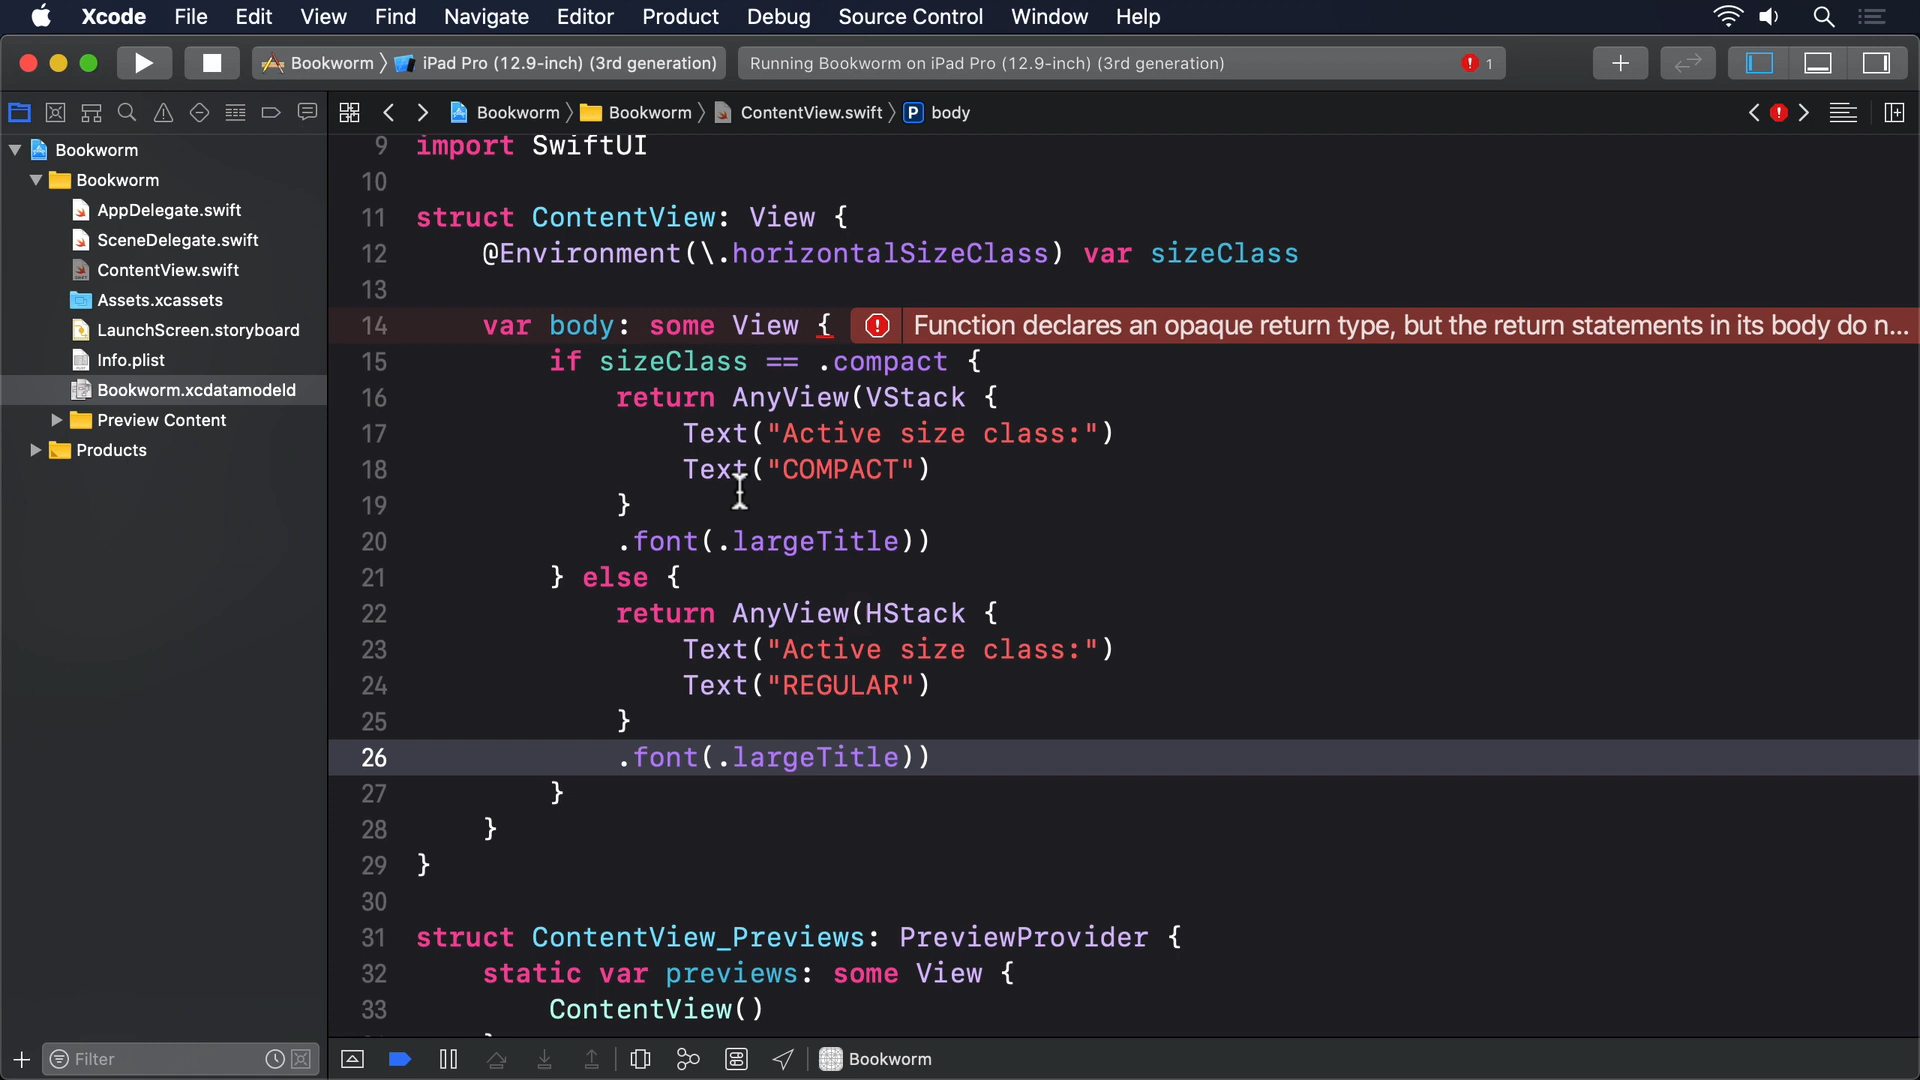 Xcode File Edit View Find Navigate Editor Product Debug Source Control Window Help
Bookworm iPad Pro (12.9-inch) (3rd generation) Running Bookworm on iPad Pro (12.9-inch) (3rd generation) 1
Bookworm Bookworm ContentView.swift P body
Bookworm
Bookworm
AppDelegate.swift
SceneDelegate.swift
ContentView.swift
Assets.xcassets
LaunchScreen.storyboard
Info.plist
Bookworm.xcdatamodeld
Preview Content
Products
9 import SwiftUI
10
11 struct ContentView: View {
12 @Environment(\.horizontalSizeClass) var sizeClass
13
14 var body: some View { Function declares an opaque return type, but the return statements in its body do n...
15 if sizeClass == .compact {
16 return AnyView(VStack {
17 Text("Active size class:")
18 Text("COMPACT")
19 }
20 .font(.largeTitle))
21 } else {
22 return AnyView(HStack {
23 Text("Active size class:")
24 Text("REGULAR")
25 }
26 .font(.largeTitle))
27 }
28 }
29 }
30
31 struct ContentView_Previews: PreviewProvider {
32 static var previews: some View {
33 ContentView()
Filter
Bookworm